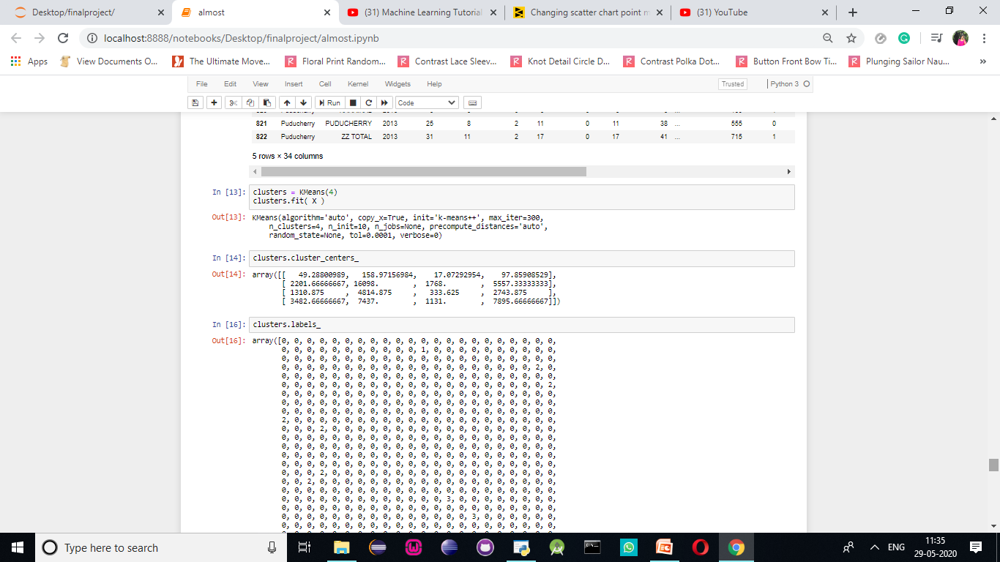 Desktop/finalproject/
almost
(31) Machine Learning Tutorial
Changing scatter chart point m
(31) YouTube
localhost:8888/notebooks/Desktop/finalproject/almost.ipynb
Apps View Documents O... The Ultimate Move... Floral Print Random... Contrast Lace Sleev... Knot Detail Circle D... Contrast Polka Dot... Button Front Bow Ti... Plunging Sailor Nau...
File Edit View Insert Cell Kernel Widgets Help Trusted Python 3
Run Code
821 Puducherry PUDUCHERRY 2013 25 8 2 11 0 11 38 ... 555 0
822 Puducherry ZZ TOTAL 2013 31 11 2 17 0 17 41 ... 715 1
5 rows × 34 columns
In [13]: clusters = KMeans(4)
clusters.fit( X )
Out[13]: KMeans(algorithm='auto', copy_x=True, init='k-means++', max_iter=300,
n_clusters=4, n_init=10, n_jobs=None, precompute_distances='auto',
random_state=None, tol=0.0001, verbose=0)
In [14]: clusters.cluster_centers_
Out[14]: array([[ 49.28800989, 158.97156984, 17.07292954, 97.85908529],
[ 2201.66666667, 16098. , 1768. , 5557.33333333],
[ 1310.875 , 4814.875 , 333.625 , 2743.875 ],
[ 3482.66666667, 7437. , 1131. , 7895.66666667]])
In [16]: clusters.labels_
Out[16]: array([0, 0, 0, 0, 0, 0, 0, 0, 0, 0, 0, 0, 0, 0, 0, 0, 0, 0, 0, 0, 0, 0,
0, 0, 0, 0, 0, 0, 0, 0, 0, 0, 0, 1, 0, 0, 0, 0, 0, 0, 0, 0, 0, 0,
0, 0, 0, 0, 0, 0, 0, 0, 0, 0, 0, 0, 0, 0, 0, 0, 0, 0, 0, 0, 0, 0,
0, 0, 0, 0, 0, 0, 0, 0, 0, 0, 0, 0, 0, 0, 0, 0, 0, 0, 0, 0, 2, 0,
0, 0, 0, 0, 0, 0, 0, 0, 0, 0, 0, 0, 0, 0, 0, 0, 0, 0, 0, 0, 0, 0,
0, 0, 0, 0, 0, 0, 0, 0, 0, 0, 0, 0, 0, 0, 0, 0, 0, 0, 0, 0, 0, 2,
0, 0, 0, 0, 0, 0, 0, 0, 0, 0, 0, 0, 0, 0, 0, 0, 0, 0, 0, 0, 0, 0,
0, 0, 0, 0, 0, 0, 0, 0, 0, 0, 0, 0, 0, 0, 0, 0, 0, 0, 0, 0, 0, 0,
0, 0, 0, 0, 0, 0, 0, 0, 0, 0, 0, 0, 0, 0, 0, 0, 0, 0, 0, 0, 0, 0,
2, 0, 0, 0, 0, 0, 0, 0, 0, 0, 0, 0, 0, 0, 0, 0, 0, 0, 0, 0, 0, 0,
0, 0, 0, 2, 0, 0, 0, 0, 0, 0, 0, 0, 0, 0, 0, 0, 0, 0, 0, 0, 0, 0,
0, 0, 0, 0, 0, 0, 0, 0, 0, 0, 0, 0, 0, 0, 0, 0, 0, 0, 0, 0, 0, 0,
0, 0, 0, 0, 0, 0, 0, 0, 0, 0, 0, 0, 0, 0, 0, 0, 0, 0, 0, 0, 0, 0,
0, 0, 0, 0, 0, 0, 0, 0, 0, 0, 0, 0, 0, 0, 0, 0, 0, 0, 0, 0, 0, 0,
0, 0, 0, 0, 0, 0, 0, 0, 0, 0, 0, 0, 0, 0, 0, 0, 0, 0, 0, 0, 0, 0,
0, 0, 0, 2, 0, 0, 0, 0, 0, 0, 0, 0, 0, 0, 0, 0, 0, 0, 0, 0, 0, 0,
0, 0, 2, 0, 0, 0, 0, 0, 0, 0, 0, 0, 0, 0, 0, 0, 0, 0, 0, 0, 0, 0,
0, 0, 0, 0, 0, 0, 0, 0, 0, 0, 0, 0, 0, 0, 0, 0, 0, 0, 0, 0, 0, 0,
0, 0, 0, 0, 0, 0, 0, 0, 0, 0, 0, 0, 0, 3, 0, 0, 0, 0, 0, 0, 0, 0,
0, 0, 0, 0, 0, 0, 0, 0, 0, 0, 0, 0, 0, 0, 0, 0, 0, 0, 0, 0, 0, 0,
0, 0, 0, 0, 0, 0, 0, 0, 0, 0, 0, 0, 0, 0, 0, 3, 0, 0, 0, 0, 0, 0,
0, 0, 0, 0, 0, 0, 0, 0, 0, 0, 0, 0, 0, 0, 0, 0, 0, 0, 0, 0, 0, 0,
Type here to search
ENG
11:35
29-05-2020